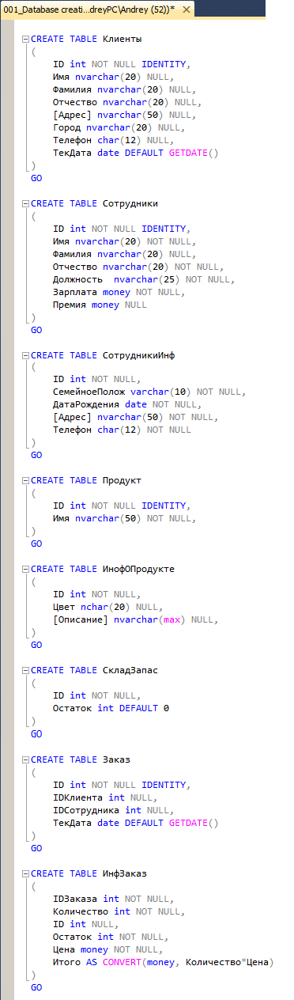 001_Database creati...dreyPC\Andrey (52))*
CREATE TABLE Клиенты
(
ID int NOT NULL IDENTITY,
Имя nvarchar(20) NULL,
Фамилия nvarchar(20) NULL,
Отчество nvarchar(20) NULL,
[Адрес] nvarchar(50) NULL,
Город nvarchar(20) NULL,
Телефон char(12) NULL,
ТекДата date DEFAULT GETDATE()
)
GO
CREATE TABLE Сотрудники
(
ID int NOT NULL IDENTITY,
Имя nvarchar(20) NOT NULL,
Фамилия nvarchar(20) NOT NULL,
Отчество nvarchar(20) NOT NULL,
Должность  nvarchar(25) NOT NULL,
Зарплата money NOT NULL,
Премия money NULL
)
GO
CREATE TABLE СотрудникиИнф
(
ID int NOT NULL,
СемейноеПолож varchar(10) NOT NULL,
ДатаРождения date NOT NULL,
[Адрес] nvarchar(50) NOT NULL,
Телефон char(12) NOT NULL
)
GO
CREATE TABLE Продукт
(
ID int NOT NULL IDENTITY,
Имя nvarchar(50) NOT NULL,
)
GO
CREATE TABLE ИнофОПродукте
(
ID int NOT NULL,
Цвет nchar(20) NULL,
[Описание] nvarchar(max) NULL,
)
GO
CREATE TABLE СкладЗапас
(
ID int NOT NULL,
Остаток int DEFAULT 0
)
GO
CREATE TABLE Заказ
(
ID int NOT NULL IDENTITY,
IDКлиента int NULL,
IDСотрудника int NULL,
ТекДата date DEFAULT GETDATE()
)
GO
CREATE TABLE ИнфЗаказ
(
IDЗаказа int NOT NULL,
Количество int NOT NULL,
ID int NULL,
Остаток int NOT NULL,
Цена money NOT NULL,
Итого AS CONVERT(money, Количество*Цена)
)
GO